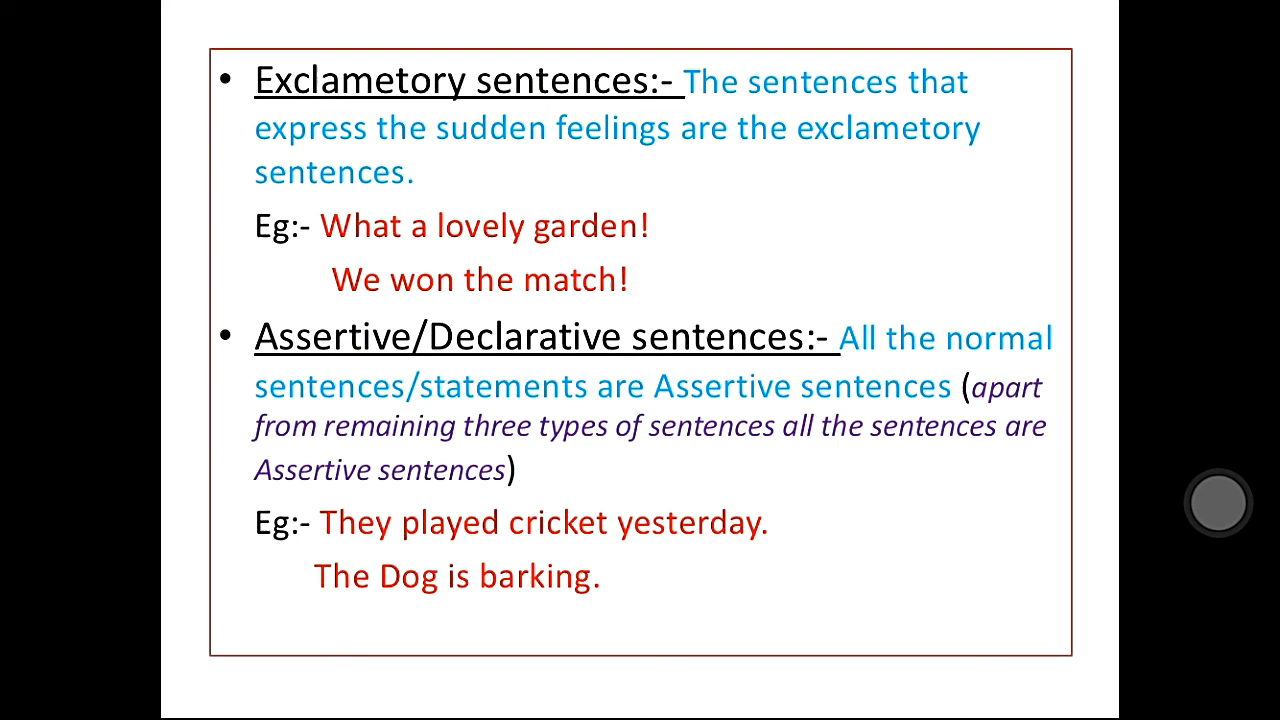 • Exclametory sentences:- The sentences that
express the sudden feelings are the exclametory
sentences.
Eg:- What a lovely garden!
We won the match!
• Assertive/Declarative sentences:- All the normal
sentences/statements are Assertive sentences (apart
from remaining three types of sentences all the sentences are
Assertive sentences)
Eg:- They played cricket yesterday.
The Dog is barking.